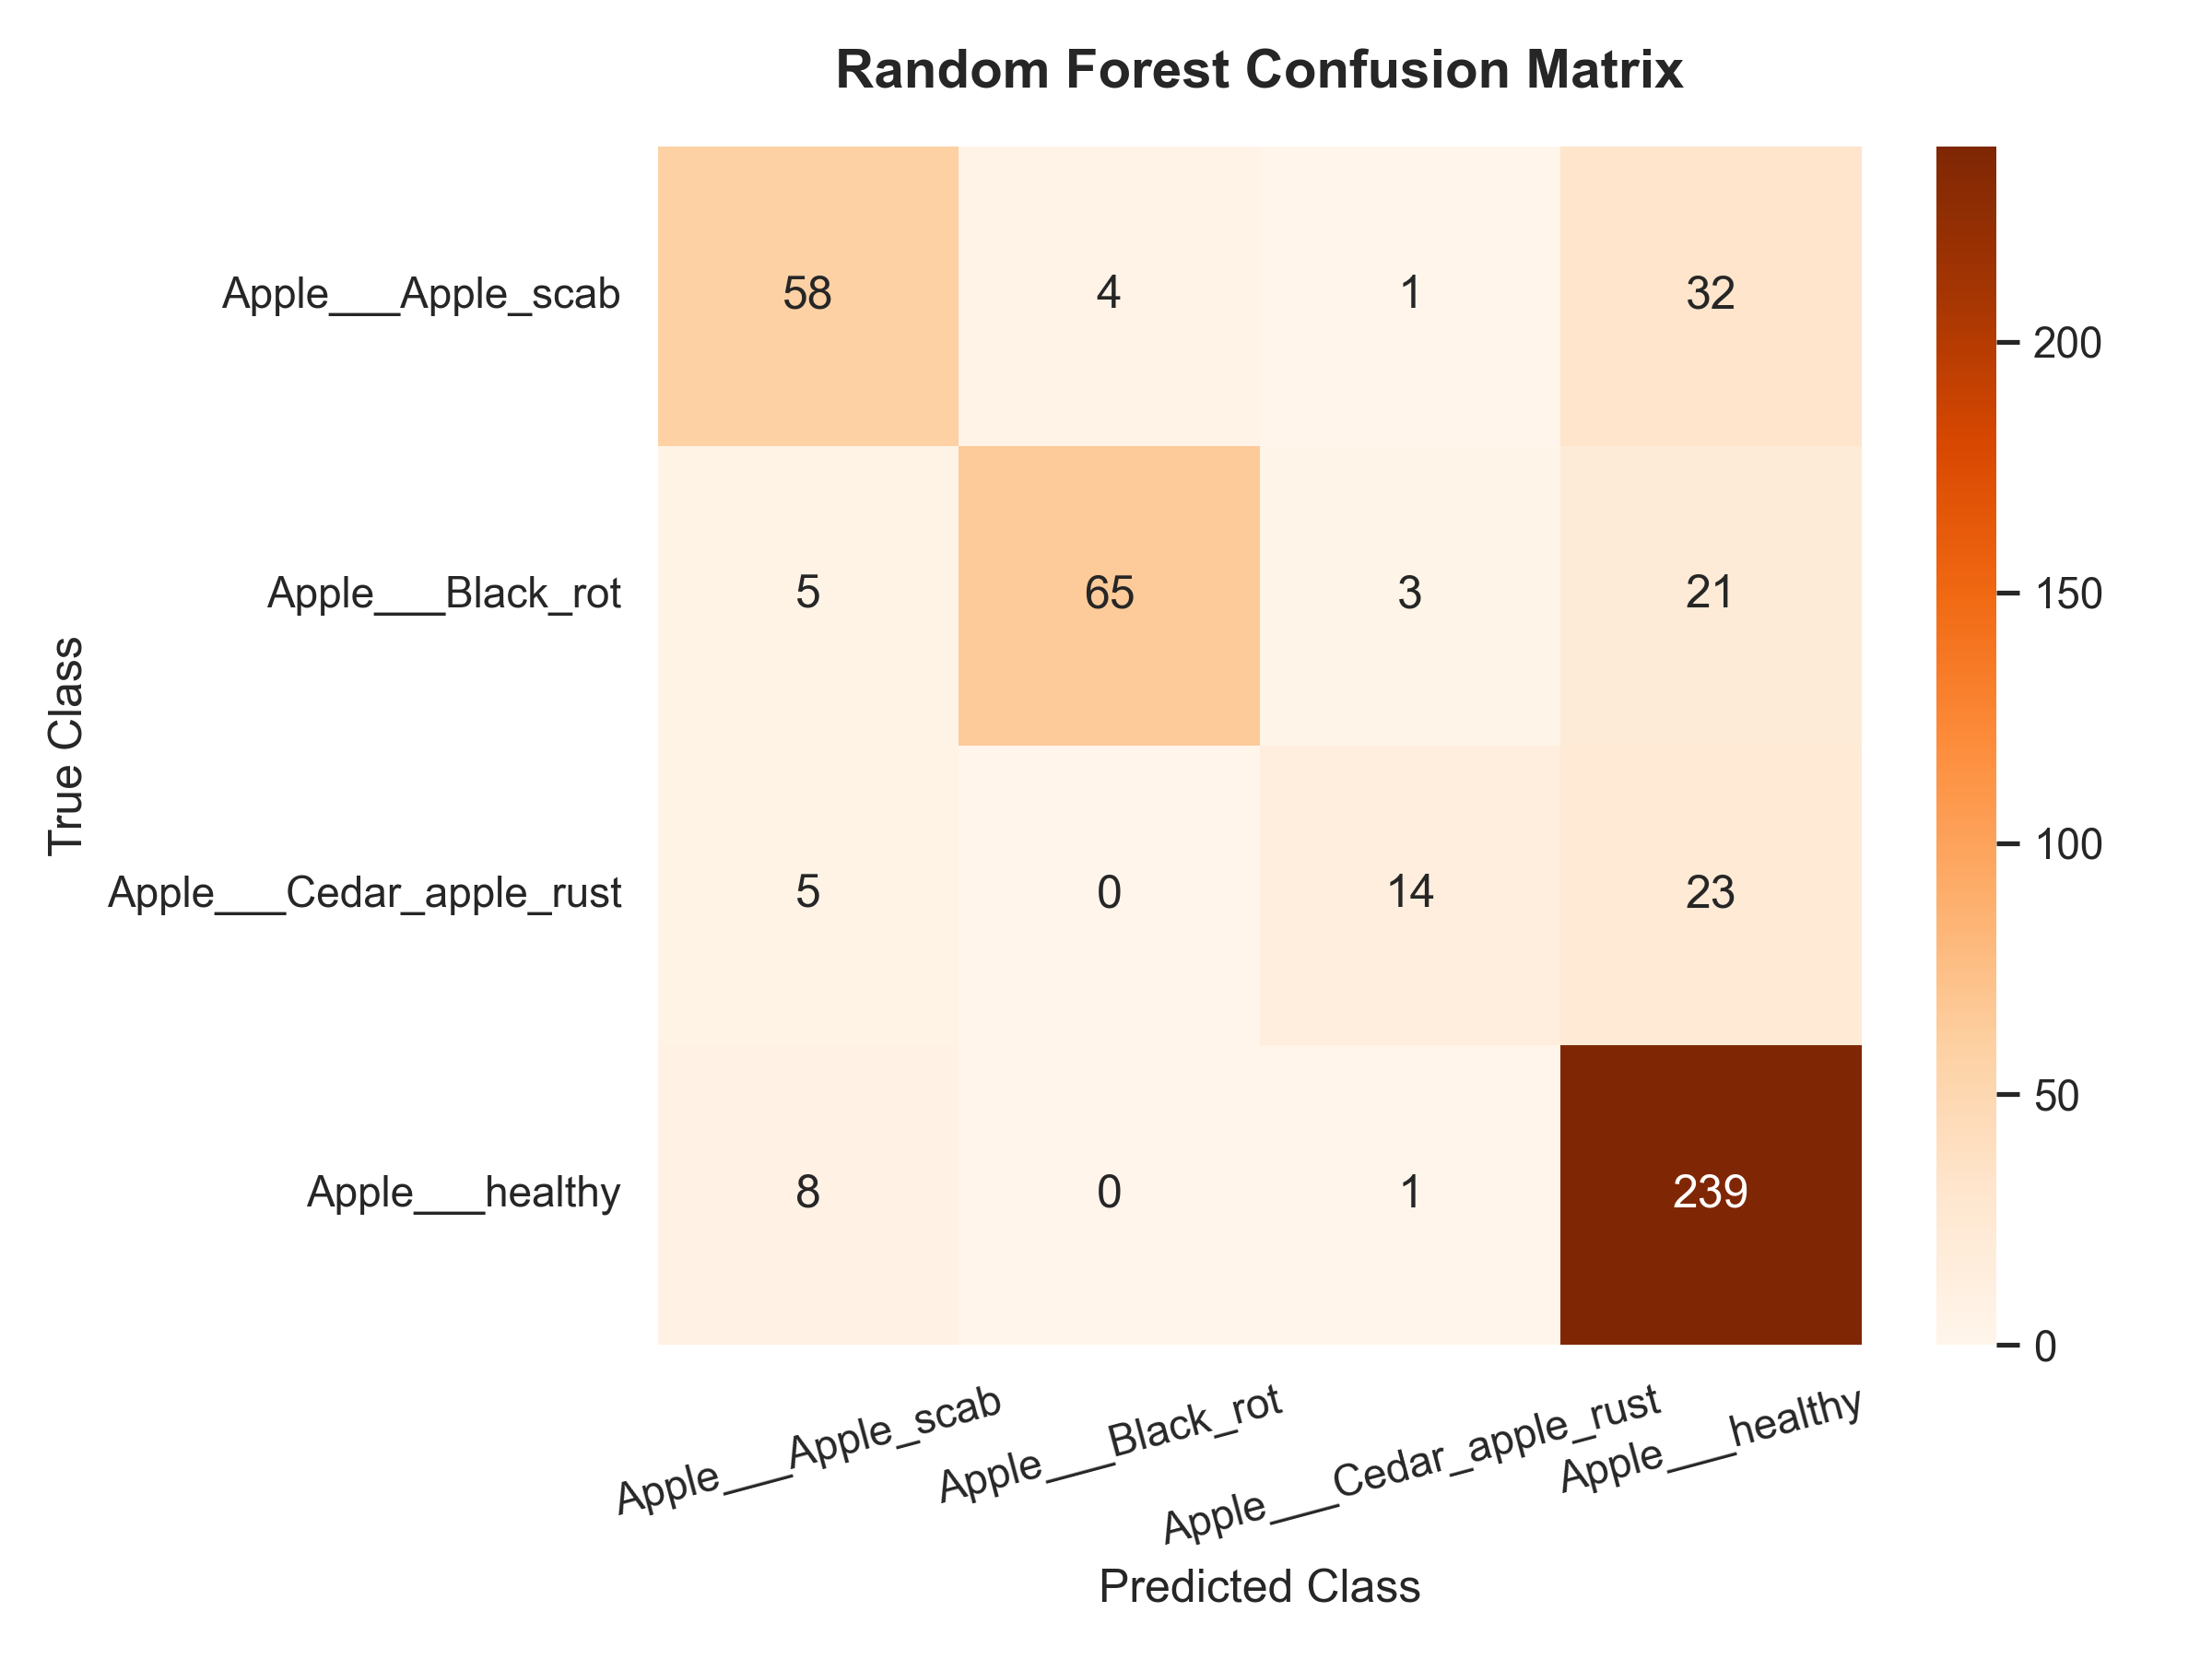 Random Forest Confusion Matrix
True Class
Apple___Apple_scab 58 4 1 32
Apple___Black_rot 5 65 3 21
Apple___Cedar_apple_rust 5 0 14 23
Apple___healthy 8 0 1 239
Apple___Apple_scab Apple___Black_rot Apple___Cedar_apple_rust Apple___healthy
Predicted Class
200
150
100
50
0